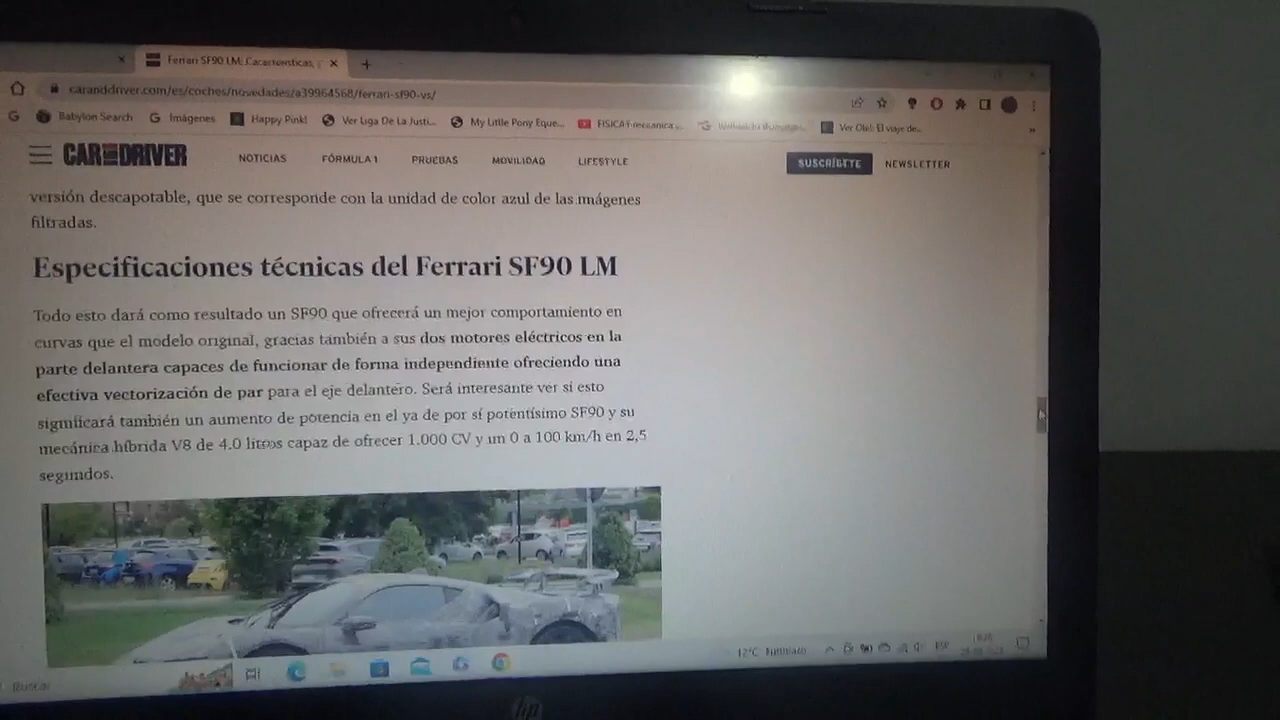 Ferrari SF90 LM: Características,
caranddriver.com/es/coches/novedades/a39964568/ferrari-sf90-vs/
Babylon Search
Imágenes
Happy Pink!
Ver Liga De La Justi...
My Little Pony Eque...
Ver Otel: El viaje de...
CAR AND DRIVER
NOTICIAS
FÓRMULA 1
PRUEBAS
MOVILIDAD
LIFESTYLE
SUSCRÍBETE
NEWSLETTER
versión descapotable, que se corresponde con la unidad de color azul de las imágenes
filtradas.
Especificaciones técnicas del Ferrari SF90 LM
Todo esto dará como resultado un SF90 que ofrecerá un mejor comportamiento en
curvas que el modelo original, gracias también a sus dos motores eléctricos en la
parte delantera capaces de funcionar de forma independiente ofreciendo una
efectiva vectorización de par para el eje delantero. Será interesante ver si esto
significará también un aumento de potencia en el ya de por sí potentísimo SF90 y su
mecánica híbrida V8 de 4.0 litros capaz de ofrecer 1.000 CV y un 0 a 100 km/h en 2,5
segundos.
Buscar
12°C
ESP
hp